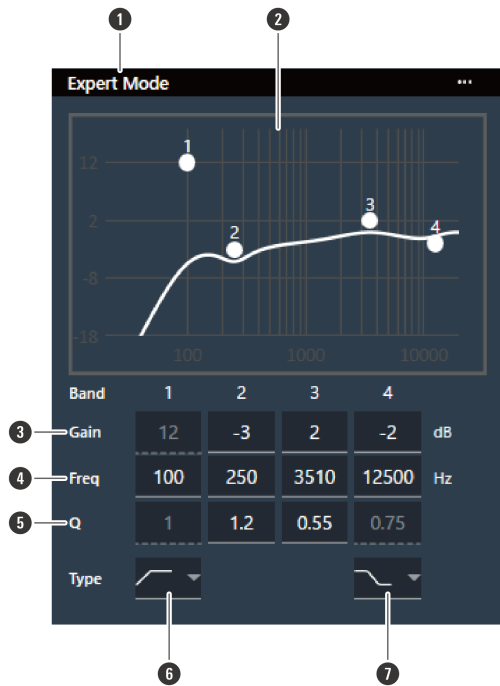 1 2
Expert Mode ...
12
1
2
3
2
4
-8
-18
100 1000 10000
Band 1 2 3 4
3 Gain 12 -3 2 -2 dB
4 Freq 100 250 3510 12500 Hz
5 Q 1 1.2 0.55 0.75
Type
6 7